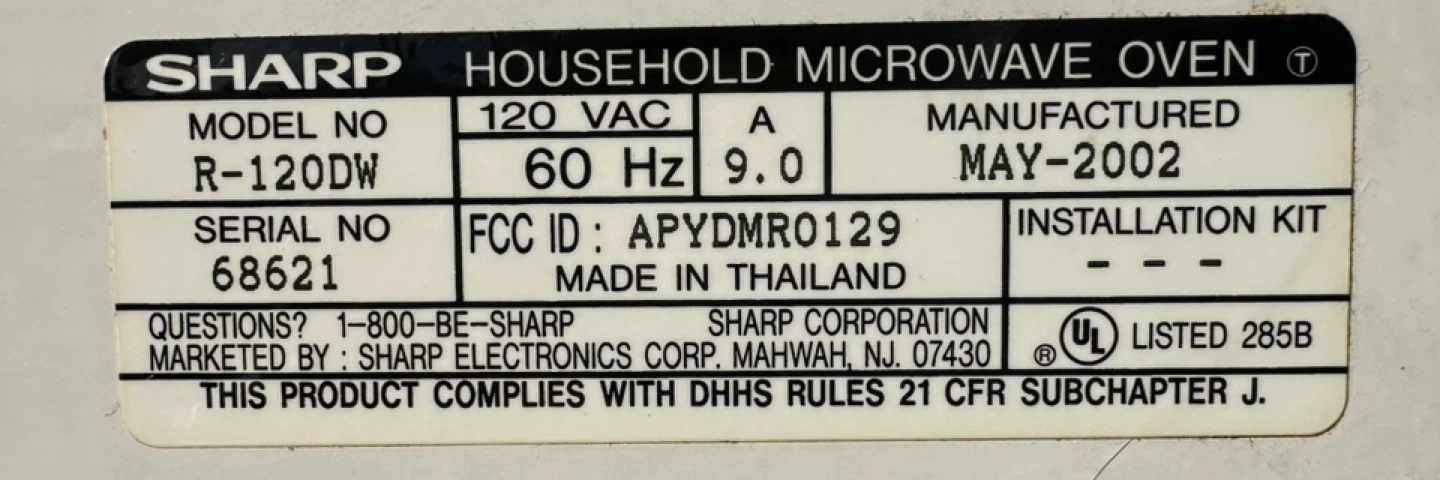 SHARP HOUSEHOLD MICROWAVE OVEN Ⓣ
MODEL NO
R-120DW
120 VAC
60 Hz
A
9.0
MANUFACTURED
MAY-2002
SERIAL NO
68621
FCC ID : APYDMR0129
MADE IN THAILAND
INSTALLATION KIT
- - -
QUESTIONS? 1-800-BE-SHARP SHARP CORPORATION
MARKETED BY : SHARP ELECTRONICS CORP. MAHWAH, NJ. 07430
® UL LISTED 285B
THIS PRODUCT COMPLIES WITH DHHS RULES 21 CFR SUBCHAPTER J.